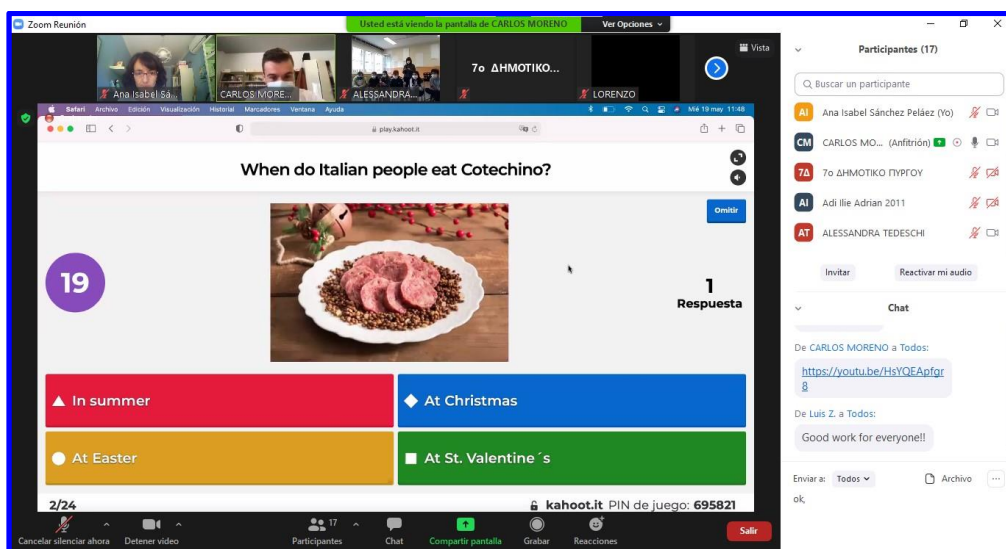 Zoom Reunión
Usted está viendo la pantalla de CARLOS MORENO
Ver Opciones
Vista
Ana Isabel Sá...
CARLOS MORE...
ALESSANDRA...
7o ΔΗΜΟΤΙΚΟ...
LORENZO
Safari Archivo Edición Visualización Historial Marcadores Ventana Ayuda
Mié 19 may 11:48
play.kahoot.it
When do Italian people eat Cotechino?
Omitir
19
1
Respuesta
In summer
At Christmas
At Easter
At St. Valentine´s
2/24
kahoot.it PIN de juego: 695821
Cancelar silenciar ahora
Detener video
17
Participantes
Chat
Compartir pantalla
Grabar
Reacciones
Salir
Participantes (17)
Buscar un participante
AI Ana Isabel Sánchez Peláez (Yo)
CM CARLOS MO... (Anfitrión)
7Δ 7o ΔΗΜΟΤΙΚΟ ΠΥΡΓΟΥ
AI Adi Ilie Adrian 2011
AT ALESSANDRA TEDESCHI
Invitar
Reactivar mi audio
Chat
De CARLOS MORENO a Todos:
https://youtu.be/HsYQEApfgr
8
De Luis Z. a Todos:
Good work for everyone!!
Enviar a: Todos
Archivo
ok,